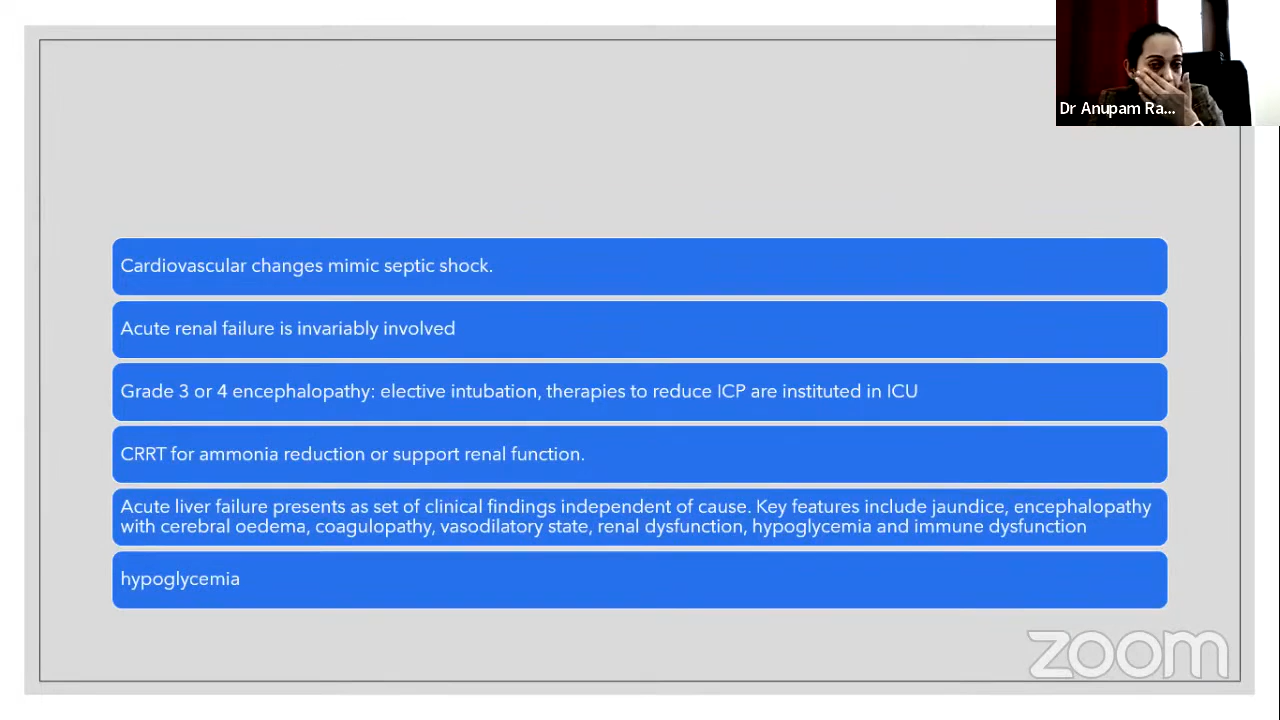 Dr Anupam Ra...
Cardiovascular changes mimic septic shock.
Acute renal failure is invariably involved
Grade 3 or 4 encephalopathy: elective intubation, therapies to reduce ICP are instituted in ICU
CRRT for ammonia reduction or support renal function.
Acute liver failure presents as set of clinical findings independent of cause. Key features include jaundice, encephalopathy
with cerebral oedema, coagulopathy, vasodilatory state, renal dysfunction, hypoglycemia and immune dysfunction
hypoglycemia
zoom